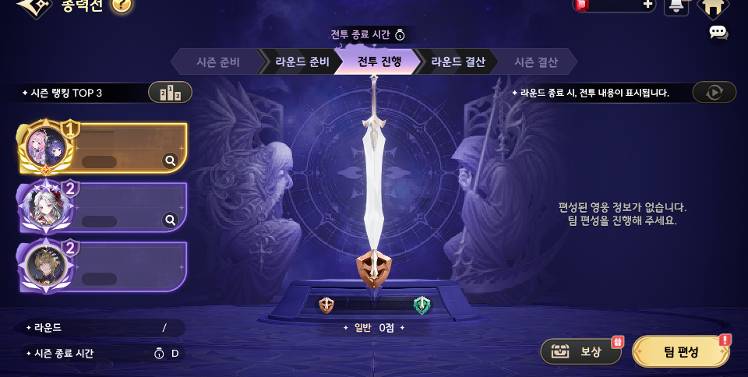 총력전
?
전투 종료 시간
시즌 준비
라운드 준비
전투 진행
라운드 결산
시즌 결산
시즌 랭킹 TOP 3
라운드 종료 시, 전투 내용이 표시됩니다.
1
2
2
편성된 영웅 정보가 없습니다.
팀 편성을 진행해 주세요.
라운드 /
일반 0점
시즌 종료 시간 D
보상
팀 편성